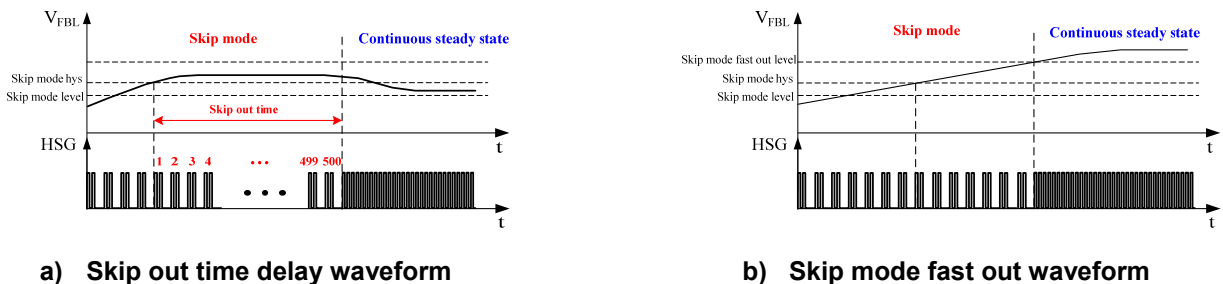 V_FBL
Skip mode
Continuous steady state
Skip mode hys
Skip mode level
Skip out time
t
HSG
1 2 3 4 ... 499 500
• • •
t
a) Skip out time delay waveform
V_FBL
Skip mode
Continuous steady state
Skip mode fast out level
Skip mode hys
Skip mode level
t
HSG
t
b) Skip mode fast out waveform